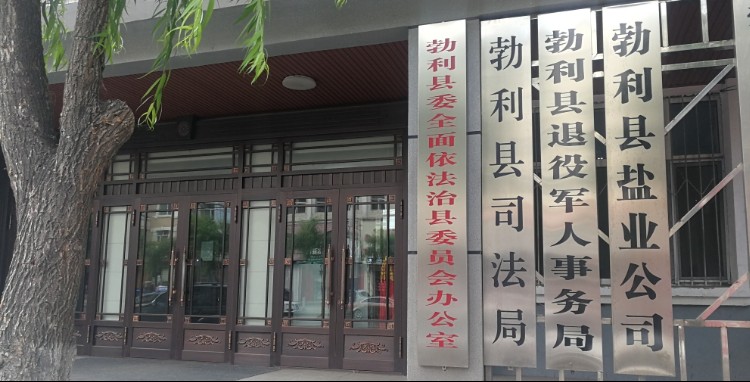 勃利县委全面依法治县委员会办公室
勃利县司法局
勃利县退役军人事务局
勃利县盐业公司